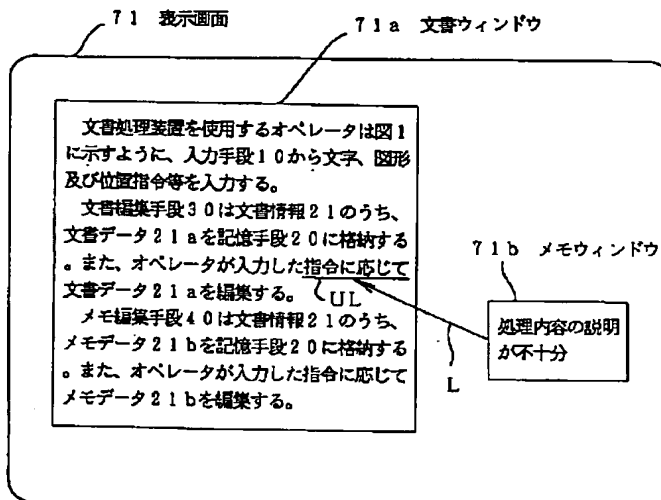 71 表示画面
71a 文書ウィンドウ
文書処理装置を使用するオペレータは図1
に示すように、入力手段10から文字、図形
及び位置指令等を入力する。
文書編集手段30は文書情報21のうち、
文書データ21aを記憶手段20に格納する
。また、オペレータが入力した指令に応じて
文書データ21aを編集する。
UL
メモ編集手段40は文書情報21のうち、
メモデータ21bを記憶手段20に格納する
。また、オペレータが入力した指令に応じて
メモデータ21bを編集する。
71b メモウィンドウ
処理内容の説明
が不十分
L